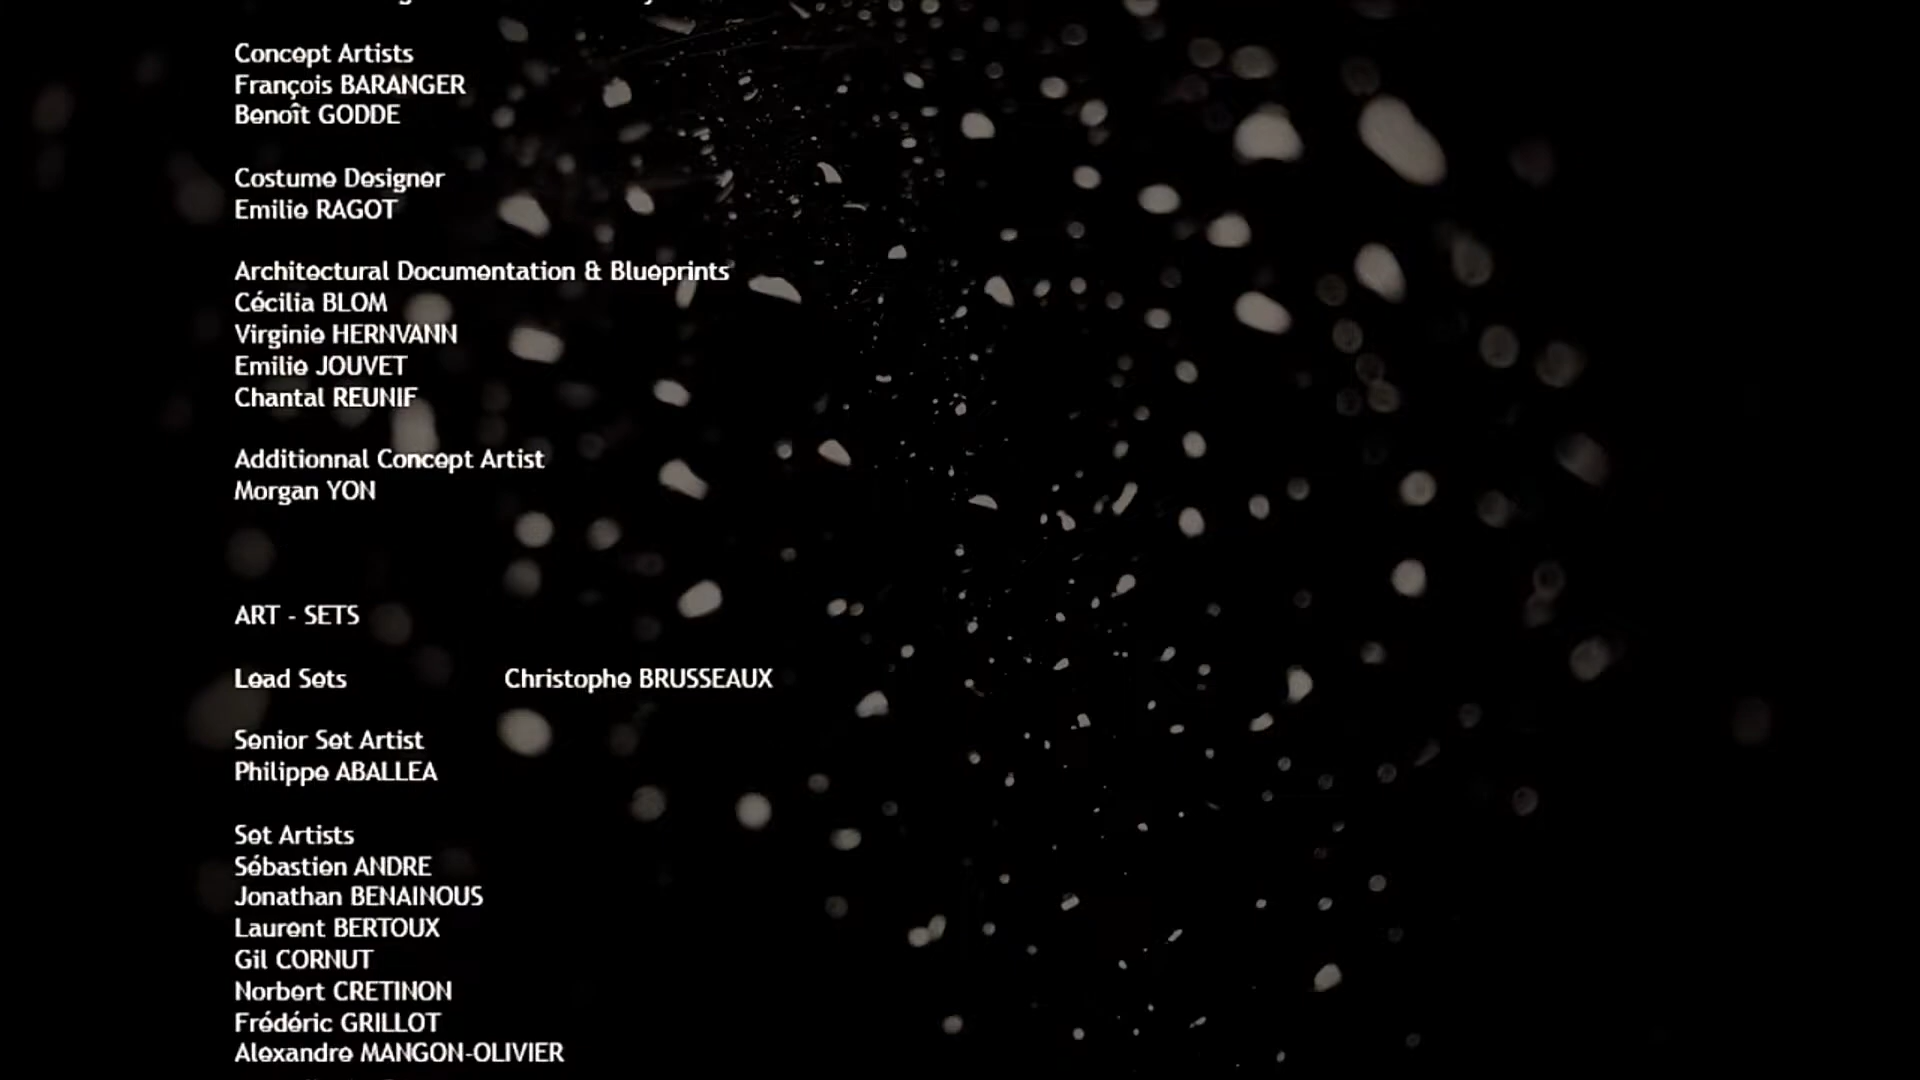 Concept Artists
François BARANGER
Benoît GODDE
Costume Designer
Emilie RAGOT
Architectural Documentation & Blueprints
Cécilia BLOM
Virginie HERNVANN
Emilie JOUVET
Chantal REUNIF
Additionnal Concept Artist
Morgan YON
ART - SETS
Lead Sets Christophe BRUSSEAUX
Senior Set Artist
Philippe ABALLEA
Set Artists
Sébastien ANDRE
Jonathan BENAINOUS
Laurent BERTOUX
Gil CORNUT
Norbert CRETINON
Frédéric GRILLOT
Alexandre MANGON-OLIVIER